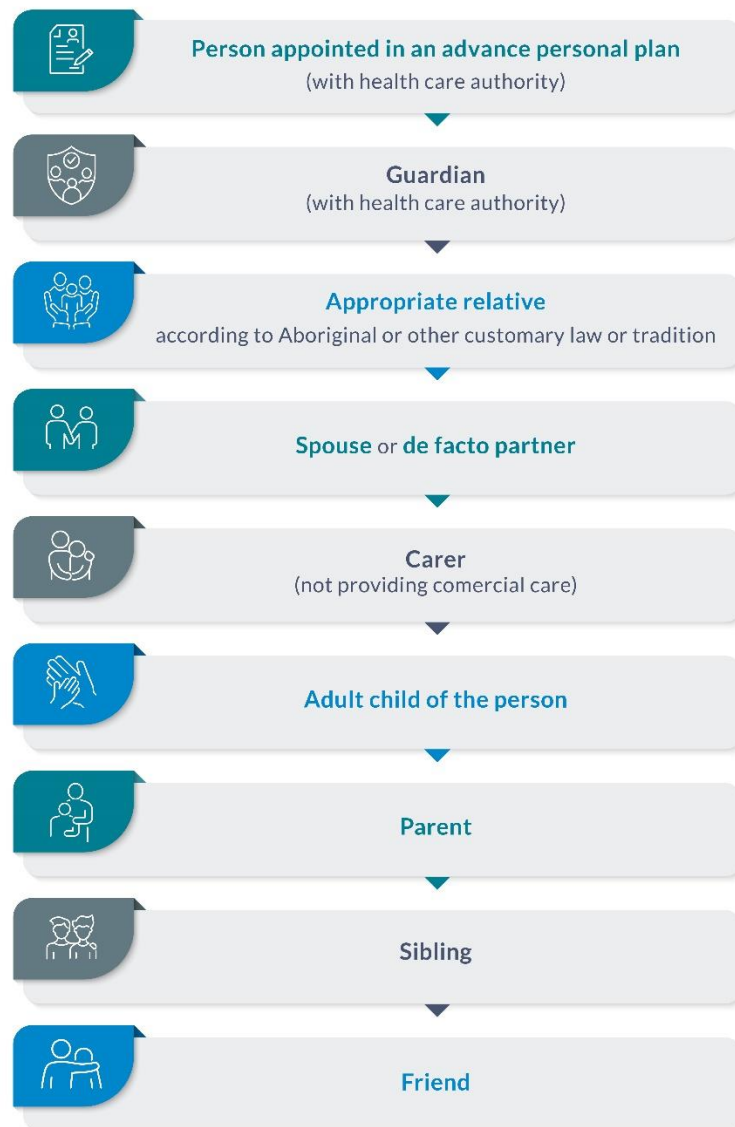 Person appointed in an advance personal plan
(with health care authority)
Guardian
(with health care authority)
Appropriate relative
according to Aboriginal or other customary law or tradition
Spouse or de facto partner
Carer
(not providing comercial care)
Adult child of the person
Parent
Sibling
Friend